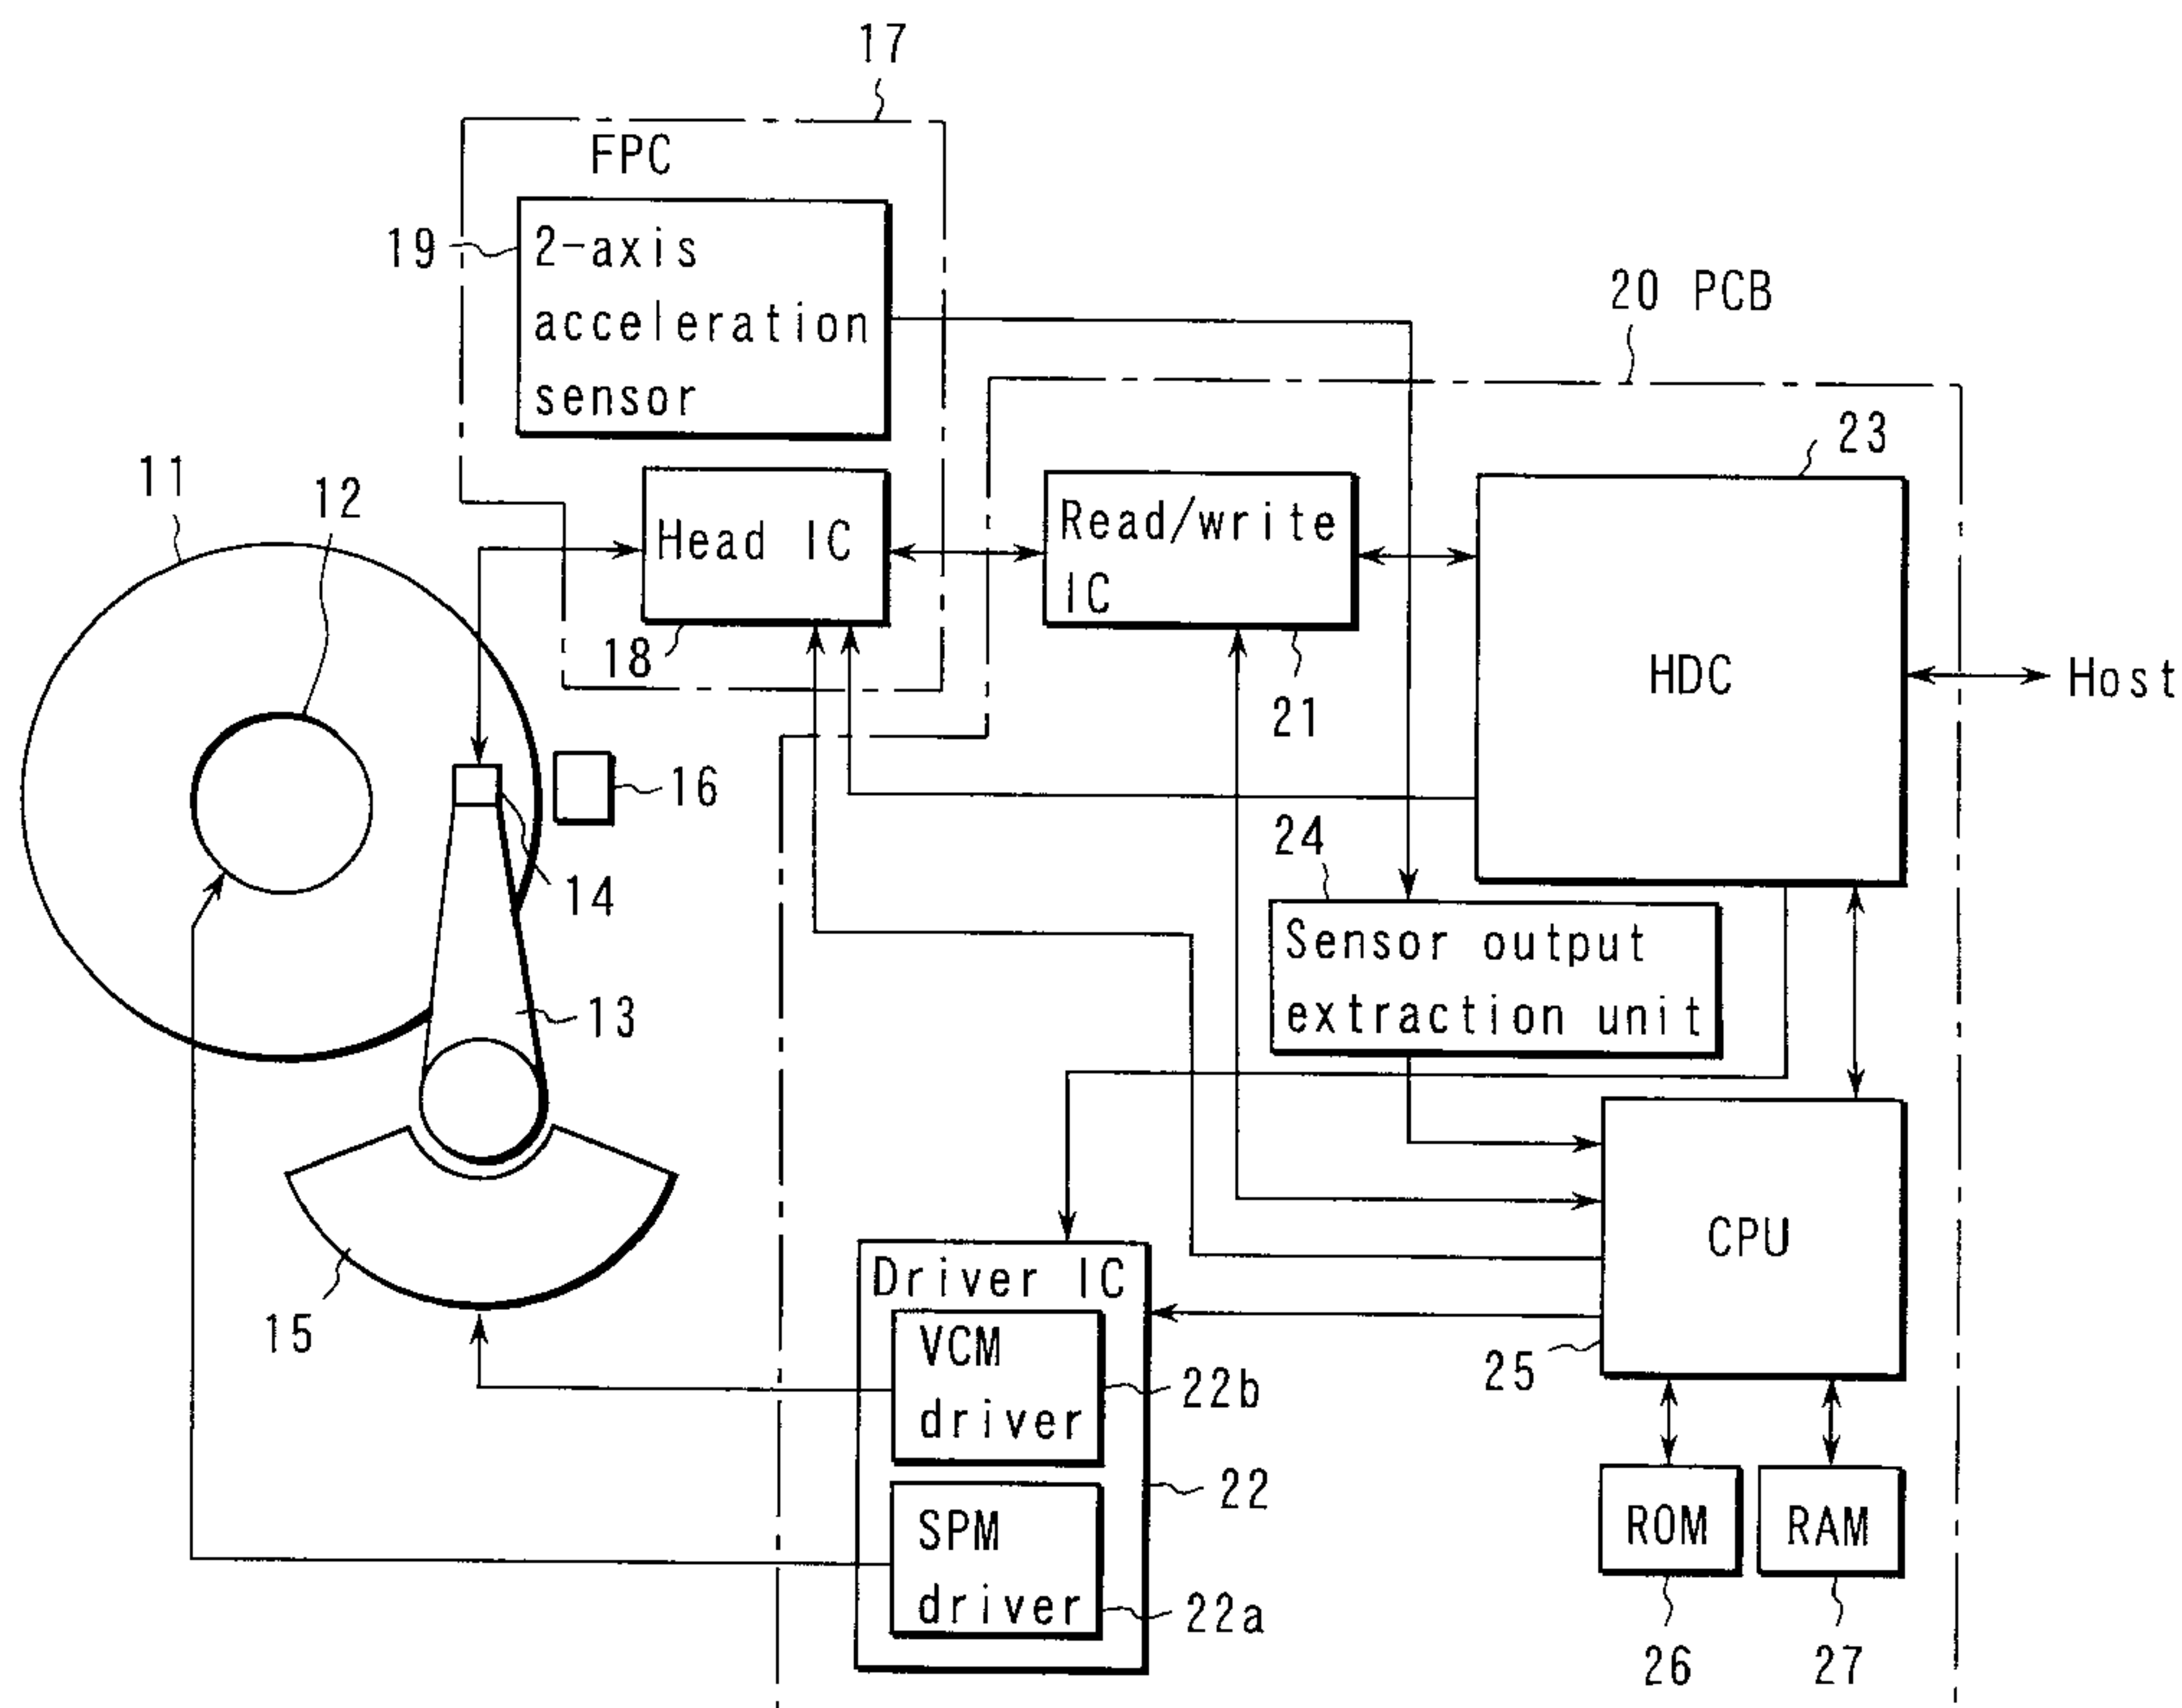 17
FPC
19
2-axis
acceleration
sensor
20 PCB
23
11
12
Head IC
Read/write
IC
HDC
Host
18
21
16
24
14
Sensor output
extraction unit
13
CPU
15
Driver IC
VCM
driver
22b
25
22
SPM
driver
22a
ROM
RAM
26
27